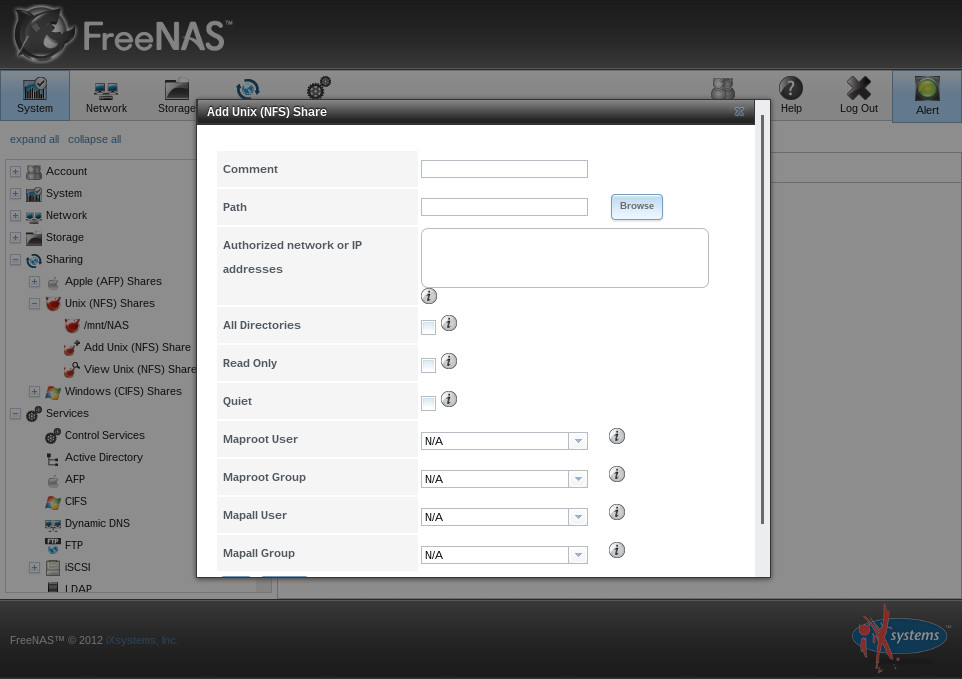 FreeNAS™
System
Network
Storage
Help
Log Out
Alert
expand all collapse all
Account
System
Network
Storage
Sharing
Apple (AFP) Shares
Unix (NFS) Shares
/mnt/NAS
Add Unix (NFS) Share
View Unix (NFS) Share
Windows (CIFS) Shares
Services
Control Services
Active Directory
AFP
CIFS
Dynamic DNS
FTP
iSCSI
LDAP
Add Unix (NFS) Share
Comment
Path
Browse
Authorized network or IP
addresses
All Directories
Read Only
Quiet
Maproot User
N/A
Maproot Group
N/A
Mapall User
N/A
Mapall Group
N/A
FreeNAS™ © 2012 iXsystems, Inc.
iXsystems™